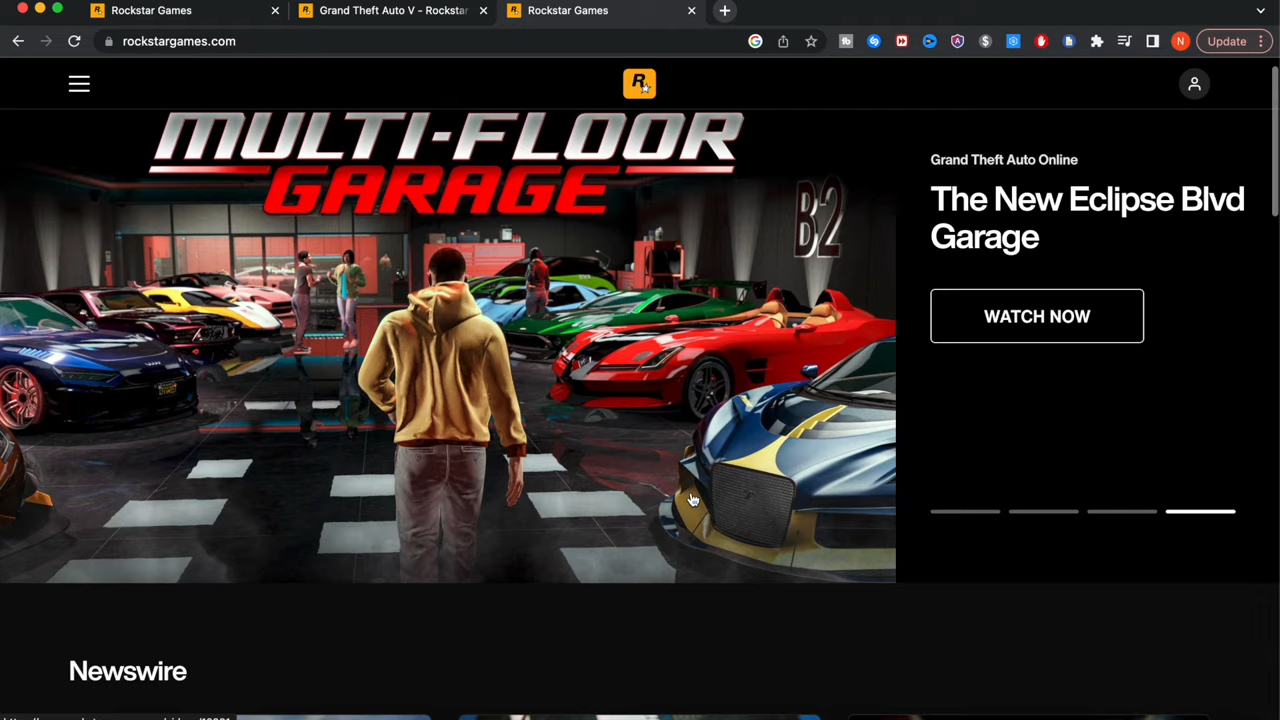 Rockstar Games
Grand Theft Auto V - Rockstar
Rockstar Games
rockstargames.com
N
Update
R
MULTI-FLOOR
GARAGE
B2
Grand Theft Auto Online
The New Eclipse Blvd
Garage
WATCH NOW
Newswire